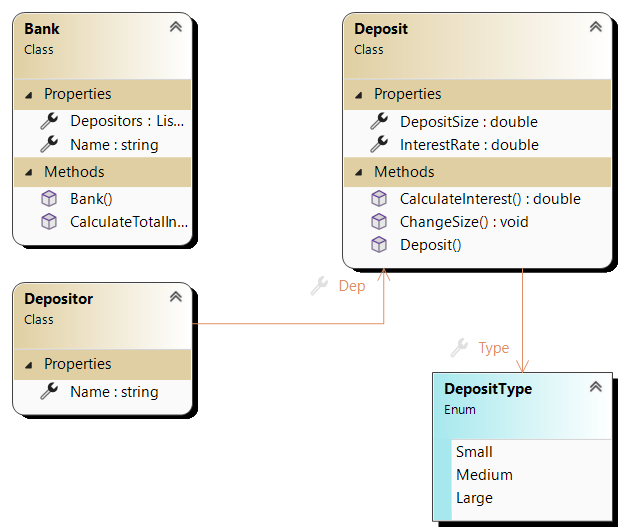 Bank
Class
Properties
Depositors : Lis...
Name : string
Methods
Bank()
CalculateTotalIn...
Deposit
Class
Properties
DepositSize : double
InterestRate : double
Methods
CalculateInterest() : double
ChangeSize() : void
Deposit()
Dep
Depositor
Class
Properties
Name : string
Type
DepositType
Enum
Small
Medium
Large